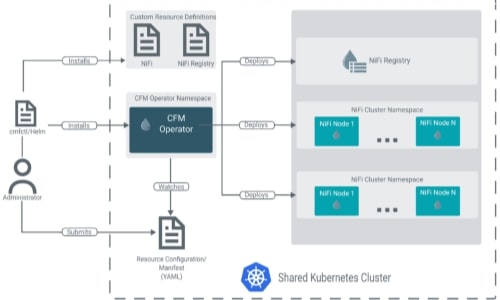 Custom Resource Definitions
NiFi
NiFi Registry
Installs
Deploys
NiFi Registry
CFM Operator Namespace
CFM
Operator
cmfctl/Helm
Installs
Deploys
NiFi Cluster Namespace
NiFi Node 1
NiFi Node N
Watches
Administrator
Deploys
NiFi Cluster Namespace
NiFi Node 1
NiFi Node N
Submits
Resource Configuration/
Manifest
(YAML)
Shared Kubernetes Cluster